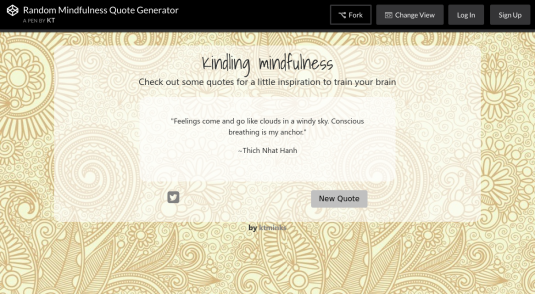 Random Mindfulness Quote Generator
A PEN BY KT
Fork
Change View
Log In
Sign Up
Kindling mindfulness
Check out some quotes for a little inspiration to train your brain
"Feelings come and go like clouds in a windy sky. Conscious
breathing is my anchor."
~Thich Nhat Hanh
New Quote
by